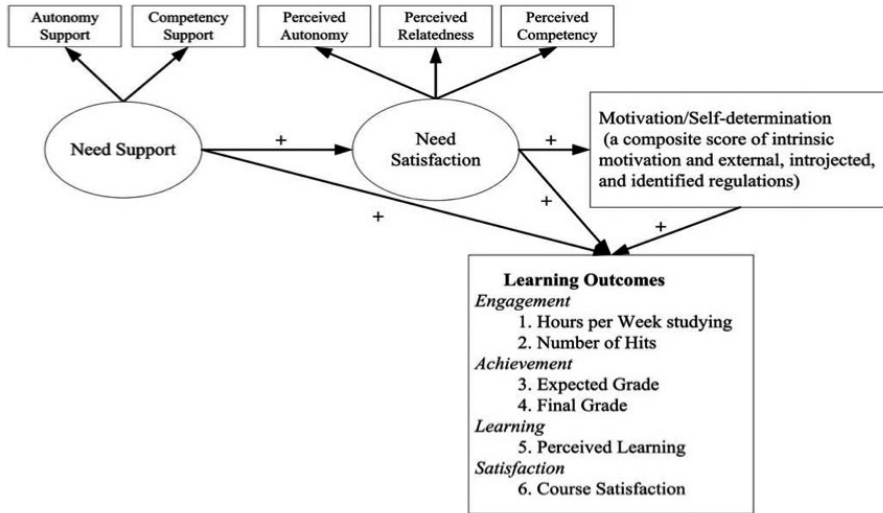 Autonomy
Support
Competency
Support
Perceived
Autonomy
Perceived
Relatedness
Perceived
Competency
Need Support
+
Need
Satisfaction
+
Motivation/Self-determination
(a composite score of intrinsic
motivation and external, introjected,
and identified regulations)
+
+
+
Learning Outcomes
Engagement
1. Hours per Week studying
2. Number of Hits
Achievement
3. Expected Grade
4. Final Grade
Learning
5. Perceived Learning
Satisfaction
6. Course Satisfaction